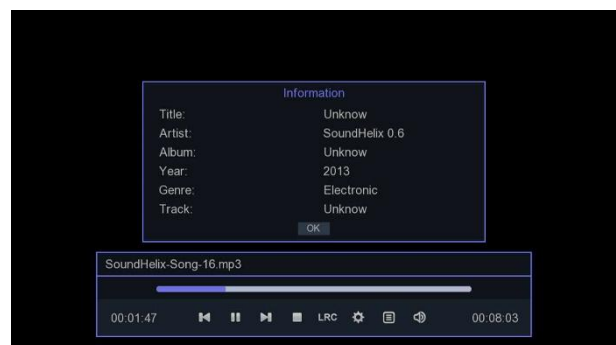 Information
Title: Unknow
Artist: SoundHelix 0.6
Album: Unknow
Year: 2013
Genre: Electronic
Track: Unknow
OK
SoundHelix-Song-16.mp3
00:01:47 LRC 00:08:03